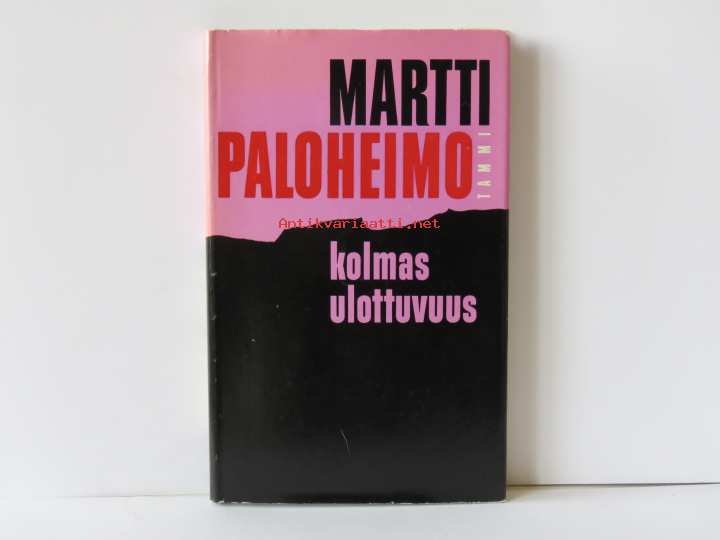 MARTTI
PALOHEIMO
TAMMI
Antikvariaatti.net
kolmas
ulottuvuus